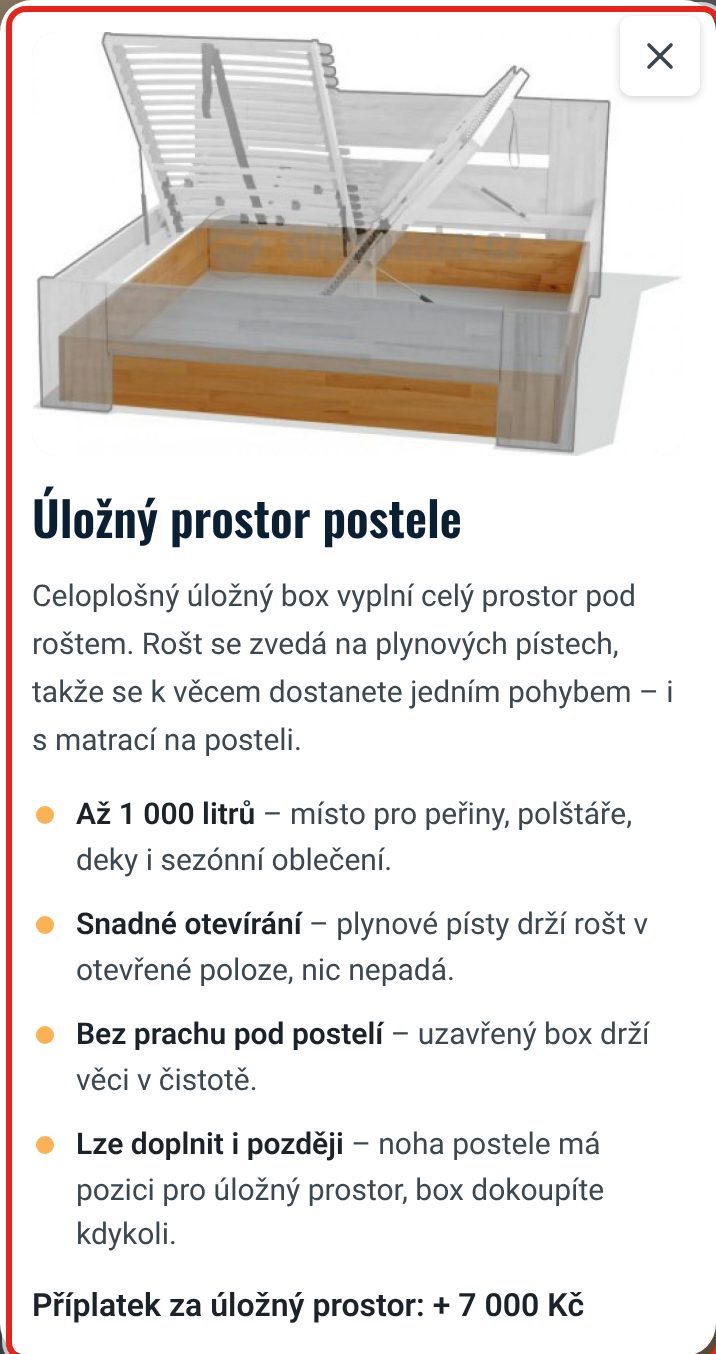 Úložný prostor postele
Celoplošný úložný box vyplní celý prostor pod
roštem. Rošt se zvedá na plynových pístech,
takže se k věcem dostanete jedním pohybem – i
s matrací na posteli.
Až 1 000 litrů – místo pro peřiny, polštáře,
deky i sezónní oblečení.
Snadné otevírání – plynové písty drží rošt v
otevřené poloze, nic nepadá.
Bez prachu pod postelí – uzavřený box drží
věci v čistotě.
Lze doplnit i později – noha postele má
pozici pro úložný prostor, box dokoupíte
kdykoli.
Příplatek za úložný prostor: + 7 000 Kč